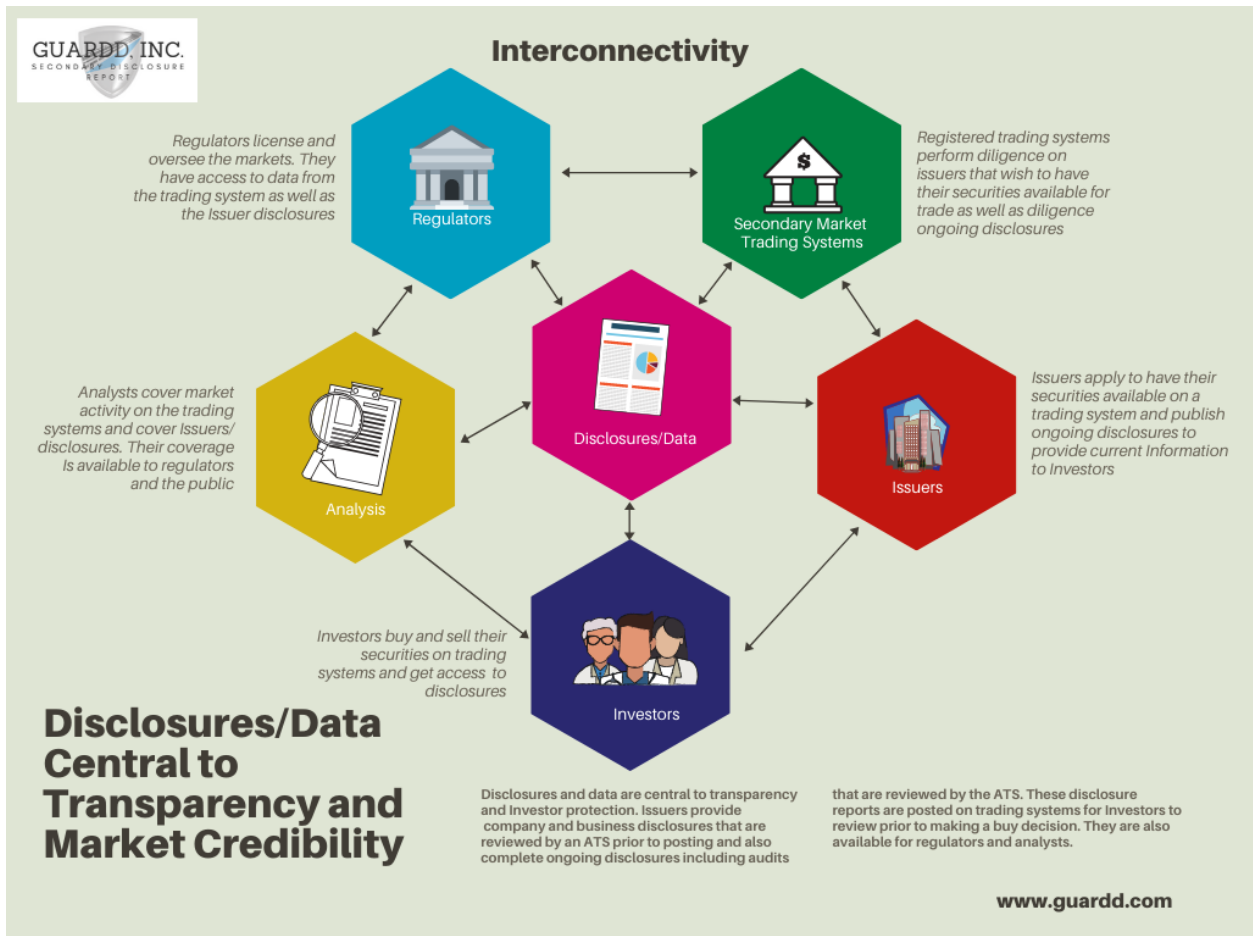 GUARDD, INC.
SECONDARY DISCLOSURE
REPORT
Interconnectivity
Regulators license and
oversee the markets. They
have access to data from
the trading system as well as
the Issuer disclosures
Regulators
$
Secondary Market
Trading Systems
Registered trading systems
perform diligence on
issuers that wish to have
their securities available for
trade as well as diligence
ongoing disclosures
Analysts cover market
activity on the trading
systems and cover Issuers/
disclosures. Their coverage
Is available to regulators
and the public
Analysis
Disclosures/Data
Issuers
Issuers apply to have their
securities available on a
trading system and publish
ongoing disclosures to
provide current Information
to Investors
Investors buy and sell their
securities on trading
systems and get access to
disclosures
Investors
Disclosures/Data
Central to
Transparency and
Market Credibility
Disclosures and data are central to transparency
and Investor protection. Issuers provide
company and business disclosures that are
reviewed by an ATS prior to posting and also
complete ongoing disclosures including audits
that are reviewed by the ATS. These disclosure
reports are posted on trading systems for Investors to
review prior to making a buy decision. They are also
available for regulators and analysts.
www.guardd.com